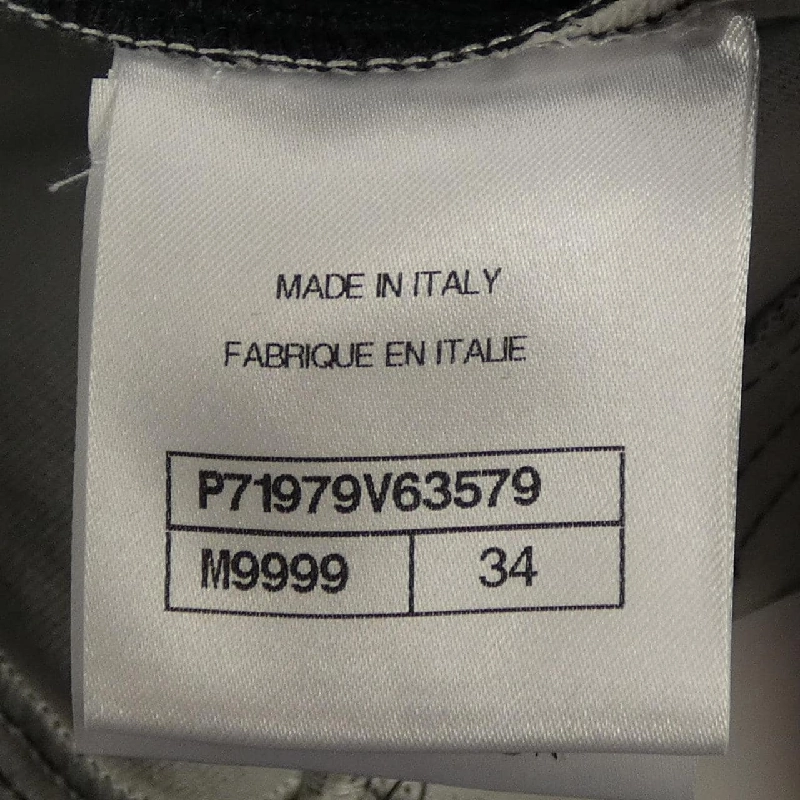 MADE IN ITALY
FABRIQUE EN ITALIE
P71979V63579
M9999 34